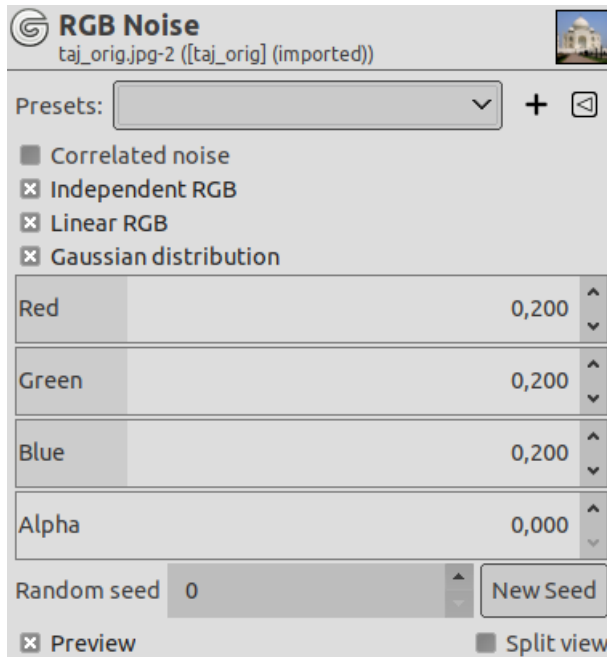 RGB Noise
taj_orig.jpg-2 ([taj_orig] (imported))
Presets:
Correlated noise
Independent RGB
Linear RGB
Gaussian distribution
Red 0,200
Green 0,200
Blue 0,200
Alpha 0,000
Random seed 0 New Seed
Preview Split view